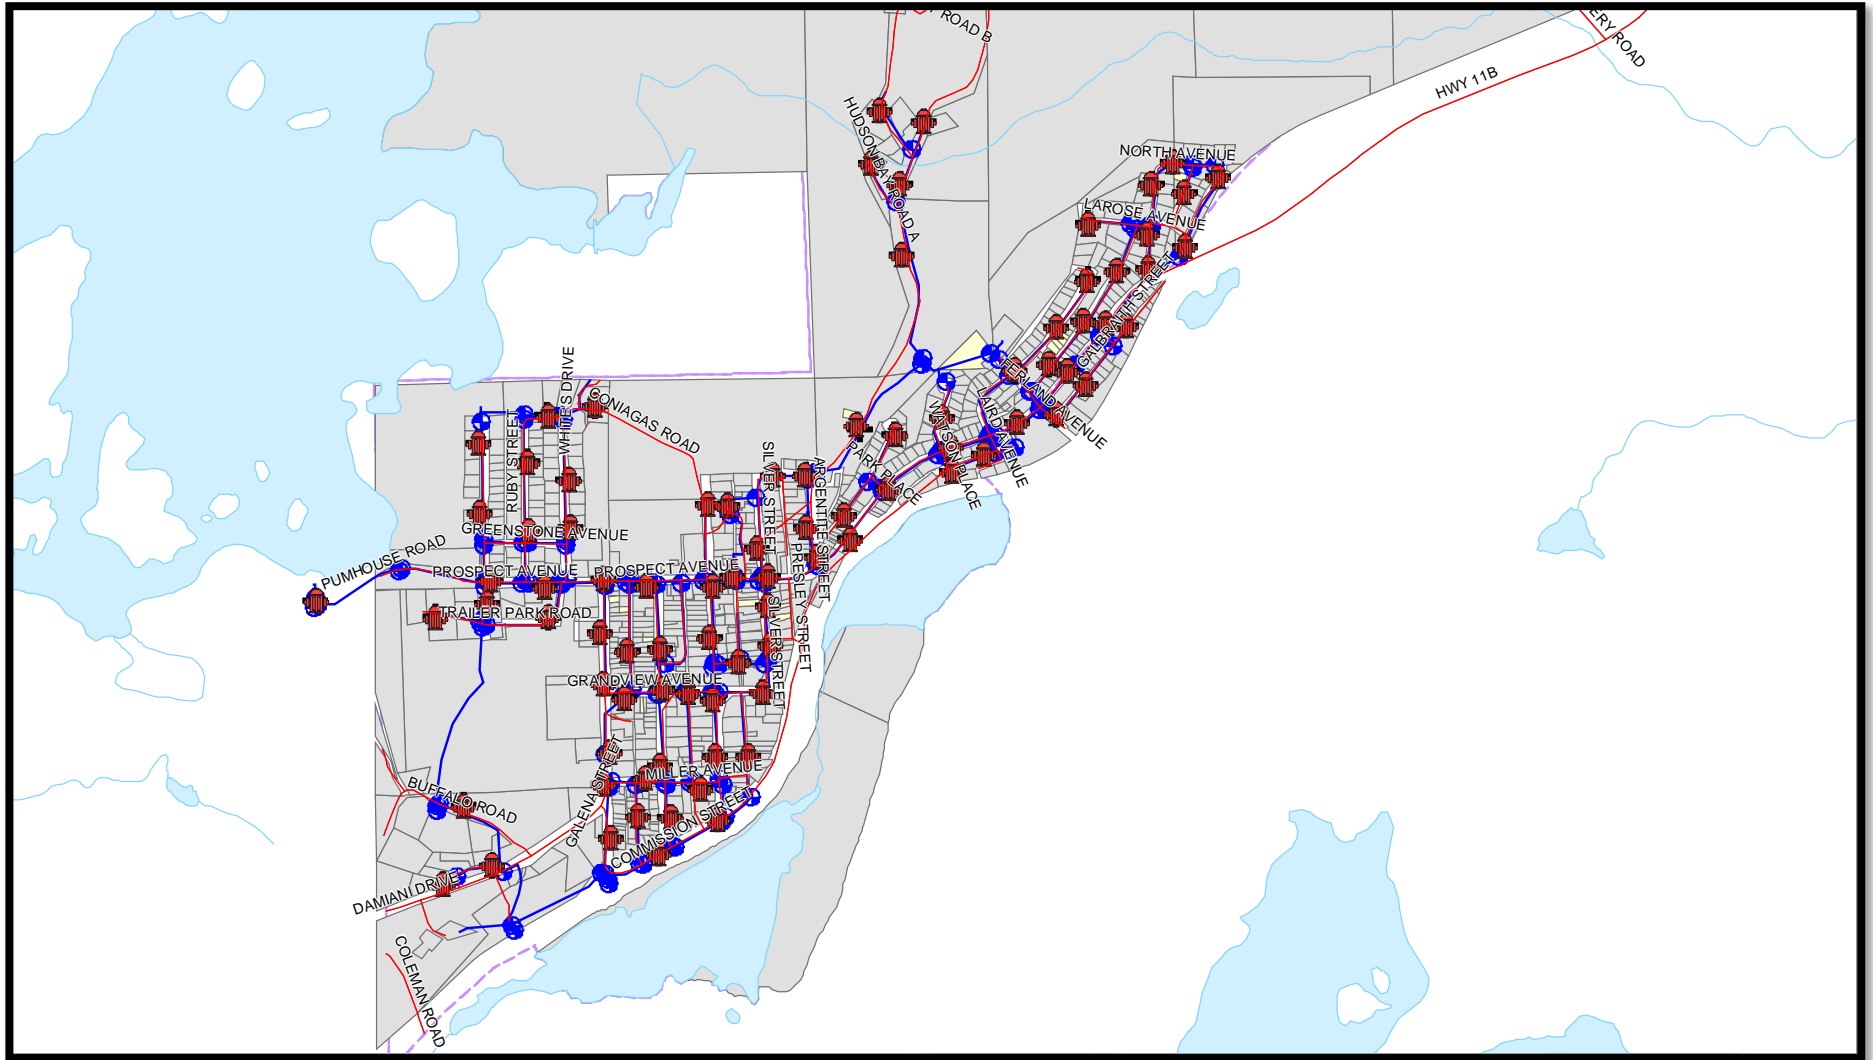 ROAD B
ERY ROAD
HWY 11B
HUDSON BAY ROAD A
NORTH AVENUE
LAROSE AVENUE
GALBRAITH STREET
FERLAND AVENUE
LAIRD AVENUE
WATSON PLACE
PARK PLACE
WHITE'S DRIVE
CONIAGAS ROAD
RUBY STREET
SILVER STREET
ARGENTITE STREET
GREENSTONE AVENUE
PUMHOUSE ROAD
PROSPECT AVENUE
PROSPECT AVENUE
PRESLEY STREET
TRAILER PARK ROAD
SILVER STREET
GRANDVIEW AVENUE
GALENA STREET
MILLER AVENUE
BUFFALO ROAD
COMMISSION STREET
DAMIANI DRIVE
COLEMAN ROAD